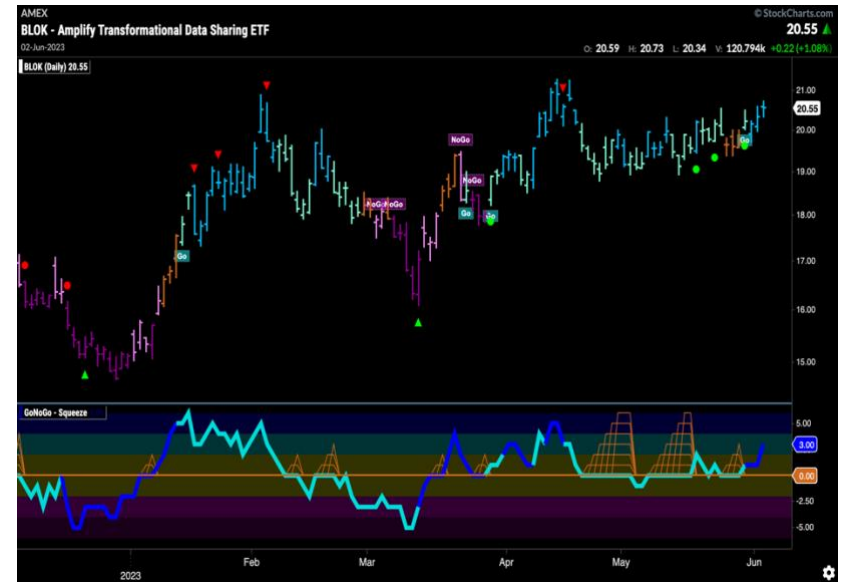 AMEX © StockCharts.com
BLOK - Amplify Transformational Data Sharing ETF 20.55
02-Jun-2023 O: 20.59 H: 20.73 L: 20.34 V: 120.794k +0.22 (+1.08%)
BLOK (Daily) 20.55
21.00
20.55
20.00
NoGo
Go
19.00
NoGo
NoGo
NoGo
18.00
Go
Go
Go
17.00
16.00
15.00
GoNoGo - Squeeze
5.00
3.00
0.00
-2.50
-5.00
Feb Mar Apr May Jun
2023